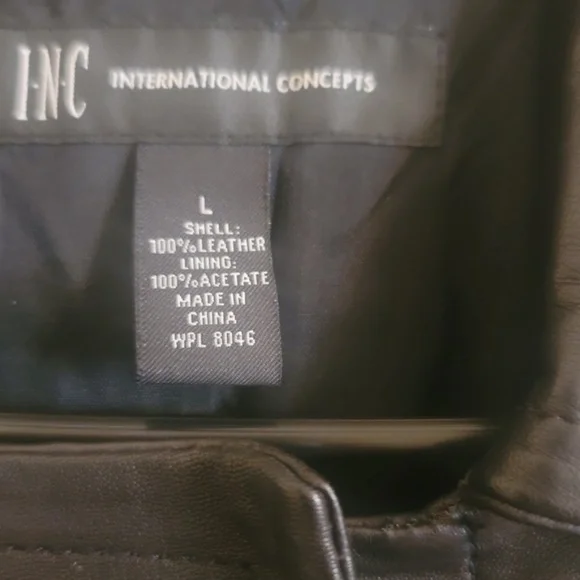 I·N·C INTERNATIONAL CONCEPTS
L
SHELL:
100%LEATHER
LINING:
100%ACETATE
MADE IN
CHINA
WPL 8046